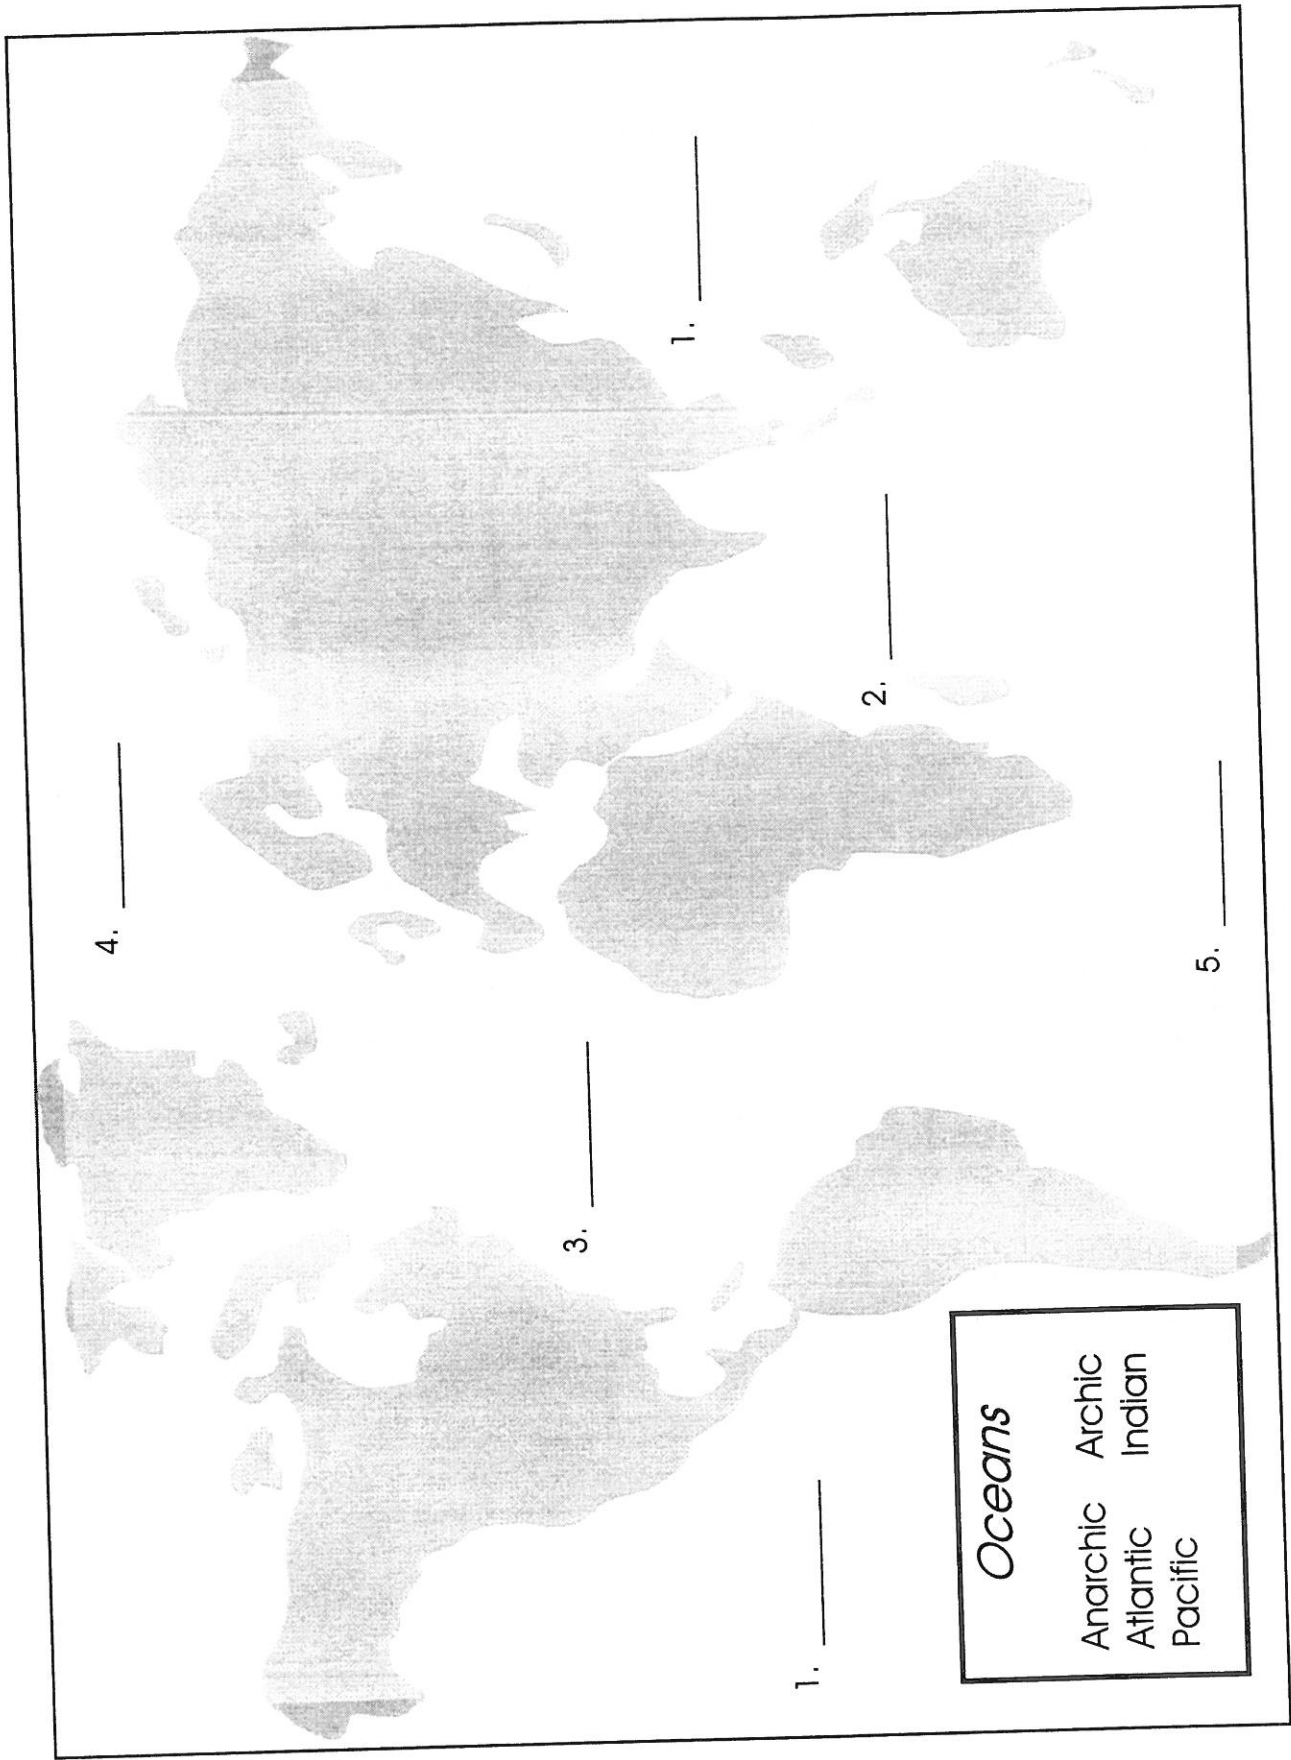 4.
3.
1.
1.
2.
5.
Oceans
Anarchic Archic
Atlantic Indian
Pacific